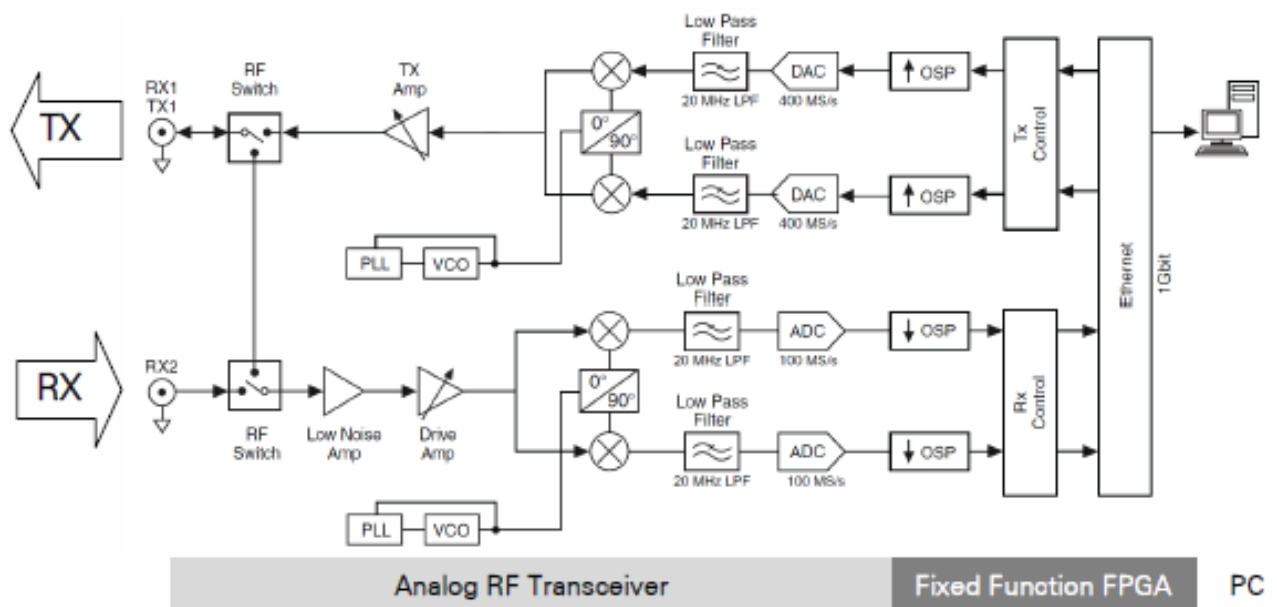 Low Pass
Filter
DAC
↑ OSP
20 MHz LPF
400 MS/s
RX1
TX1
RF
Switch
TX
Amp
TX
0°
90°
Low Pass
Filter
DAC
↑ OSP
20 MHz LPF
400 MS/s
Tx
Control
PLL
VCO
Ethernet
1Gbit
Low Pass
Filter
ADC
↓ OSP
20 MHz LPF
100 MS/s
RX
RX2
RF
Switch
Low Noise
Amp
Drive
Amp
0°
90°
Low Pass
Filter
ADC
↓ OSP
20 MHz LPF
100 MS/s
Rx
Control
PLL
VCO
Analog RF Transceiver
Fixed Function FPGA
PC